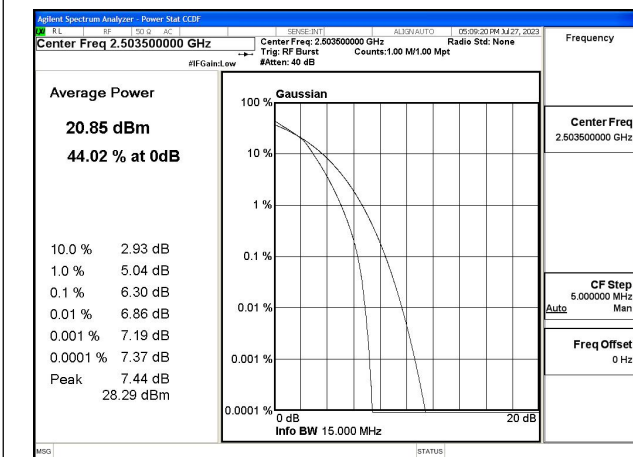 Agilent Spectrum Analyzer - Power Stat CCDF
LXI RL RF 50 Ω AC SENSE:INT ALIGN AUTO 05:09:20 PM Jul 27, 2023
Center Freq 2.503500000 GHz Center Freq: 2.503500000 GHz Radio Std: None
Trig: RF Burst Counts:1.00 M/1.00 Mpt
#IFGain:Low #Atten: 40 dB
Frequency
Average Power
20.85 dBm
44.02 % at 0dB
10.0 % 2.93 dB
1.0 % 5.04 dB
0.1 % 6.30 dB
0.01 % 6.86 dB
0.001 % 7.19 dB
0.0001 % 7.37 dB
Peak 7.44 dB
28.29 dBm
Gaussian
100 %
10 %
1 %
0.1 %
0.01 %
0.001 %
0.0001 %
0 dB 20 dB
Info BW 15.000 MHz
Center Freq
2.503500000 GHz
CF Step
5.000000 MHz
Auto Man
Freq Offset
0 Hz
MSG STATUS